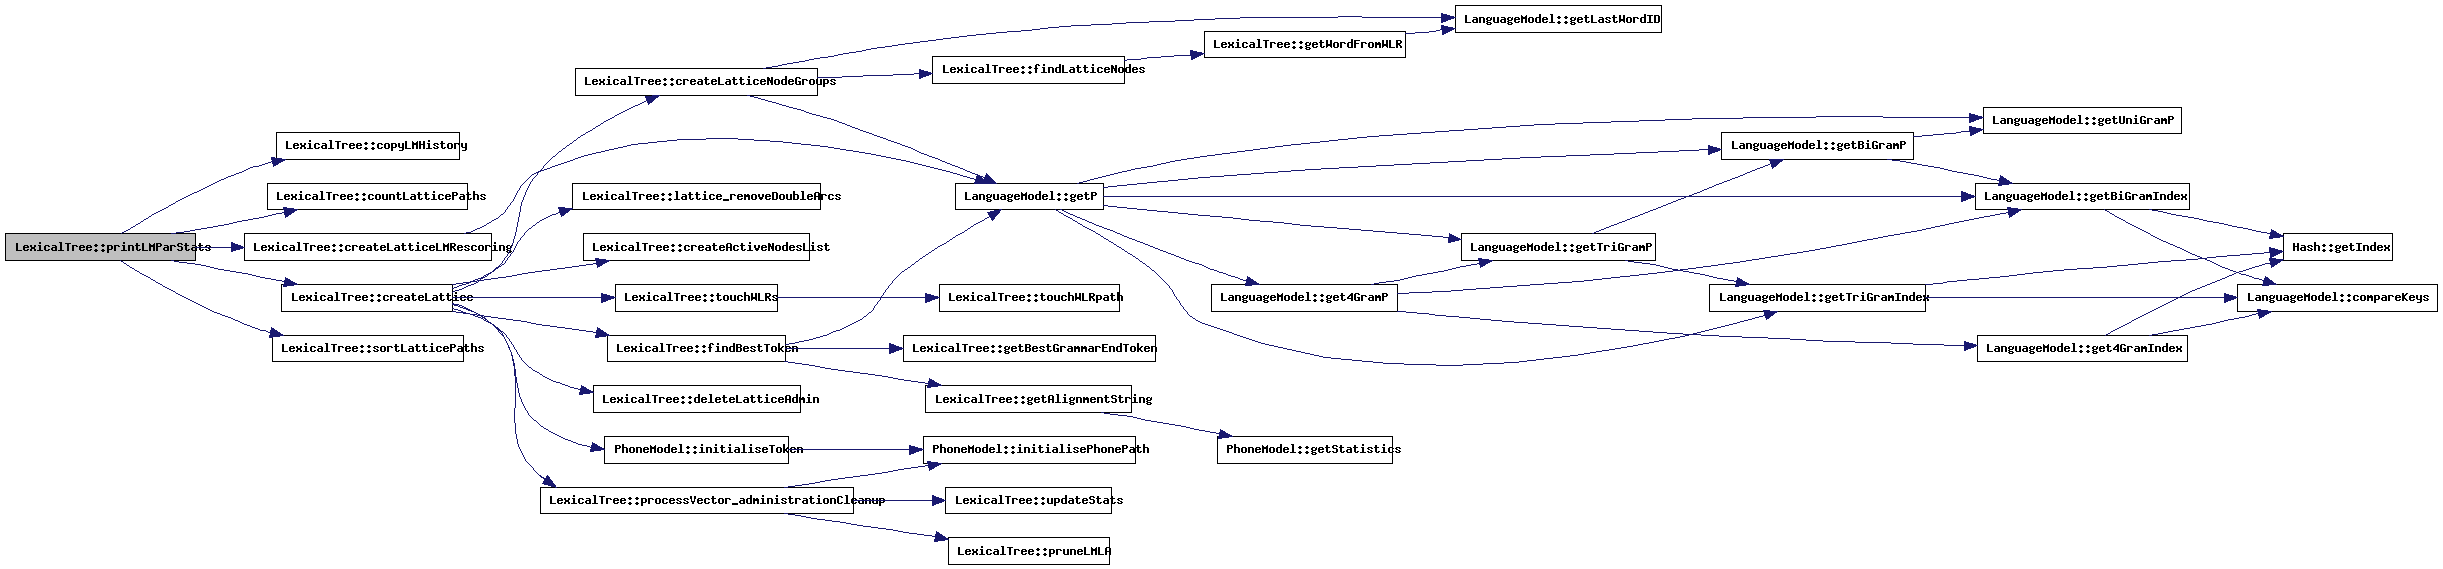 LexicalTree::printLMParStats
LexicalTree::copyLMHistory
LexicalTree::countLatticePaths
LexicalTree::createLatticeLMRescoring
LexicalTree::createLattice
LexicalTree::sortLatticePaths
LexicalTree::createLatticeNodeGroups
LexicalTree::lattice_removeDoubleArcs
LexicalTree::createActiveNodesList
LexicalTree::touchWLRs
LexicalTree::findBestToken
LexicalTree::deleteLatticeAdmin
PhoneModel::initialiseToken
LexicalTree::processVector_administrationCleanup
LexicalTree::findLatticeNodes
LanguageModel::getP
LexicalTree::touchWLRpath
LexicalTree::getBestGrammarEndToken
LexicalTree::getAlignmentString
PhoneModel::initialisePhonePath
LexicalTree::updateStats
LexicalTree::pruneLMLA
LexicalTree::getWordFromWLR
LanguageModel::get4GramP
PhoneModel::getStatistics
LanguageModel::getLastWordID
LanguageModel::getTriGramP
LanguageModel::getBiGramP
LanguageModel::getTriGramIndex
LanguageModel::getUniGramP
LanguageModel::getBiGramIndex
LanguageModel::get4GramIndex
Hash::getIndex
LanguageModel::compareKeys